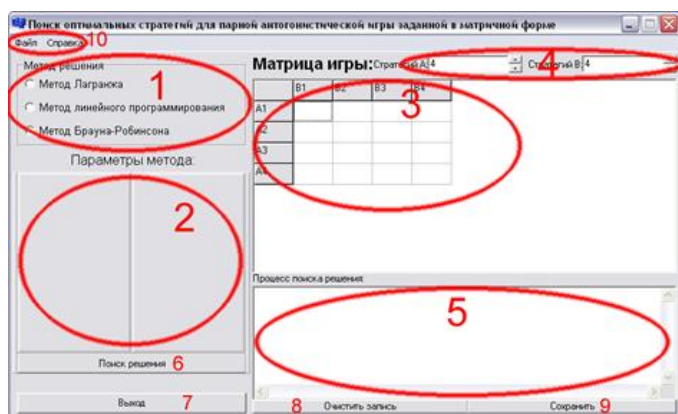 Поиск оптимальных стратегий для парной антогонистической игры заданной в матричной форме
Файл Справка 10
Метод решения
1
Метод Лагранжа
Метод линейного программирования
Метод Брауна-Робинсона
Параметры метода:
2
Поиск решения 6
Выход 7
Матрица игры: Стратегий A: 4 Стратегий B: 4
4
B1 B2 B3 B4
3
A1
A2
A3
A4
Процесс поиска решения
5
8 Очистить запись
Сохранить 9